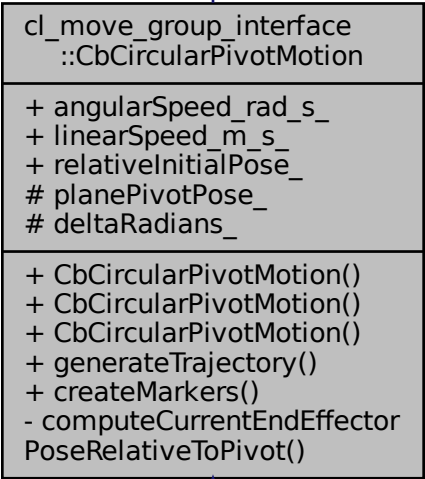 cl_move_group_interface
::CbCircularPivotMotion
+ angularSpeed_rad_s_
+ linearSpeed_m_s_
+ relativeInitialPose_
# planePivotPose_
# deltaRadians_
+ CbCircularPivotMotion()
+ CbCircularPivotMotion()
+ CbCircularPivotMotion()
+ generateTrajectory()
+ createMarkers()
- computeCurrentEndEffector
PoseRelativeToPivot()